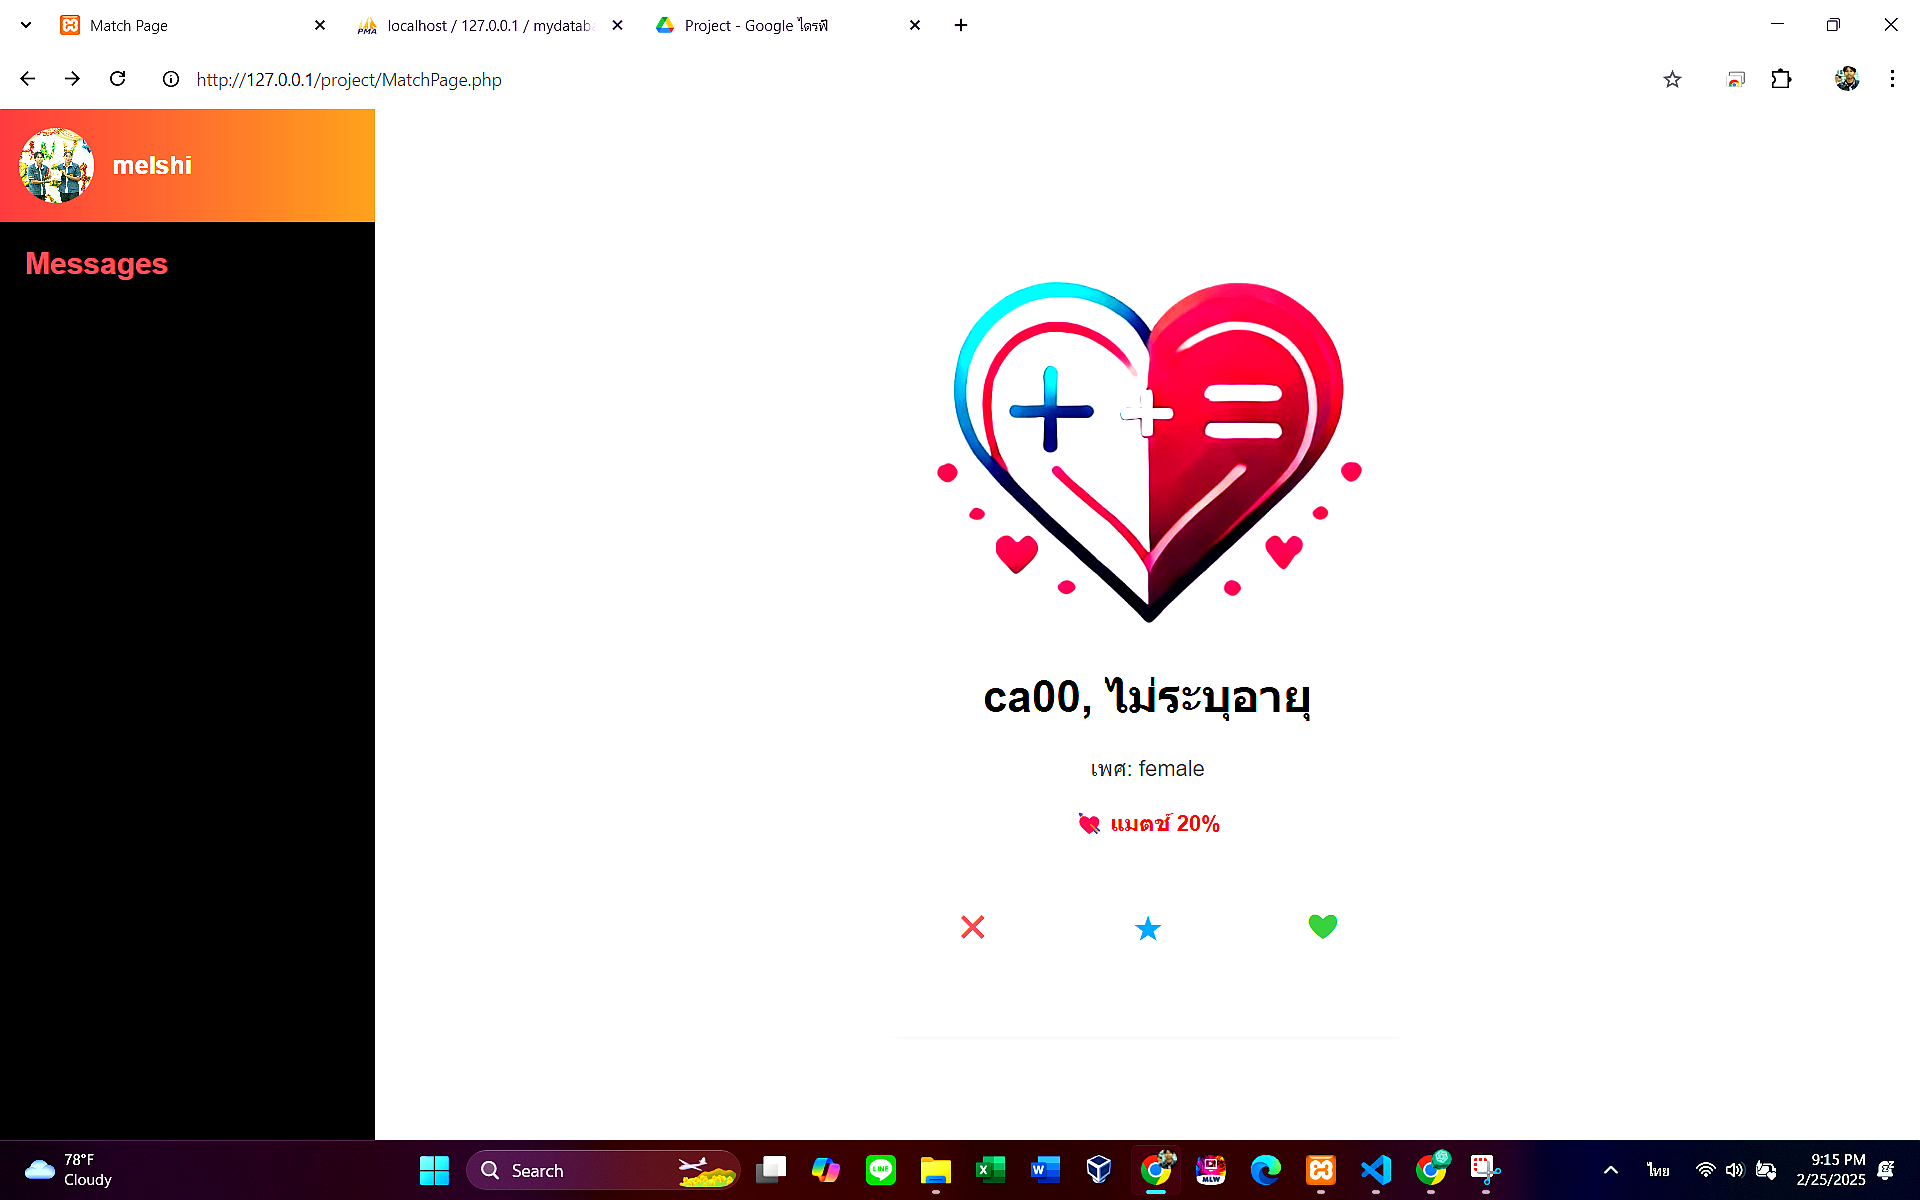 Match Page
localhost / 127.0.0.1 / mydatab
Project - Google ไดรฟ์
http://127.0.0.1/project/MatchPage.php
melshi
Messages
ca00, ไม่ระบุอายุ
เพศ: female
แมตช์ 20%
78°F
Cloudy
Search
LINE
MLW
ไทย
9:15 PM
2/25/2025